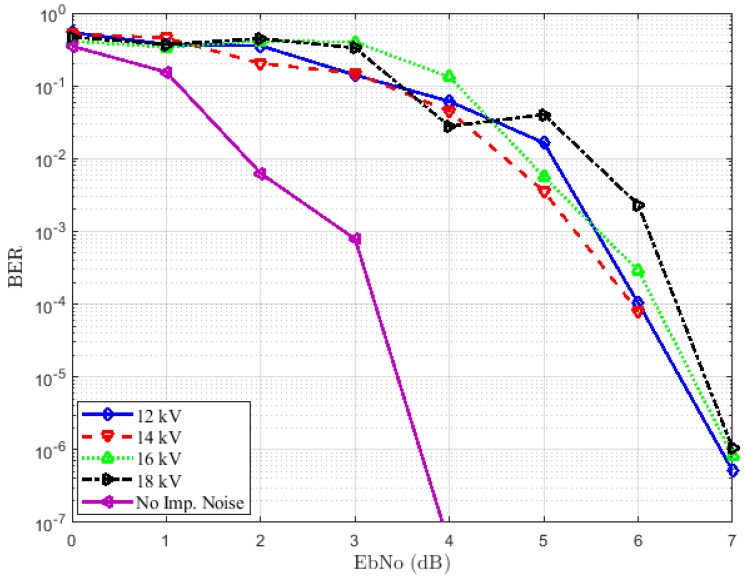 10^0
10^-1
10^-2
10^-3
10^-4
10^-5
10^-6
10^-7
BER
12 kV
14 kV
16 kV
18 kV
No Imp. Noise
0 1 2 3 4 5 6 7
EbNo (dB)